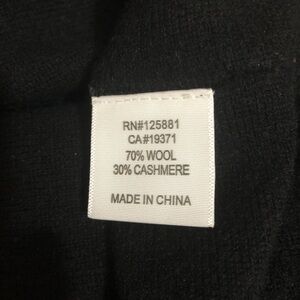 RN#125881
CA#19371
70% WOOL
30% CASHMERE
MADE IN CHINA